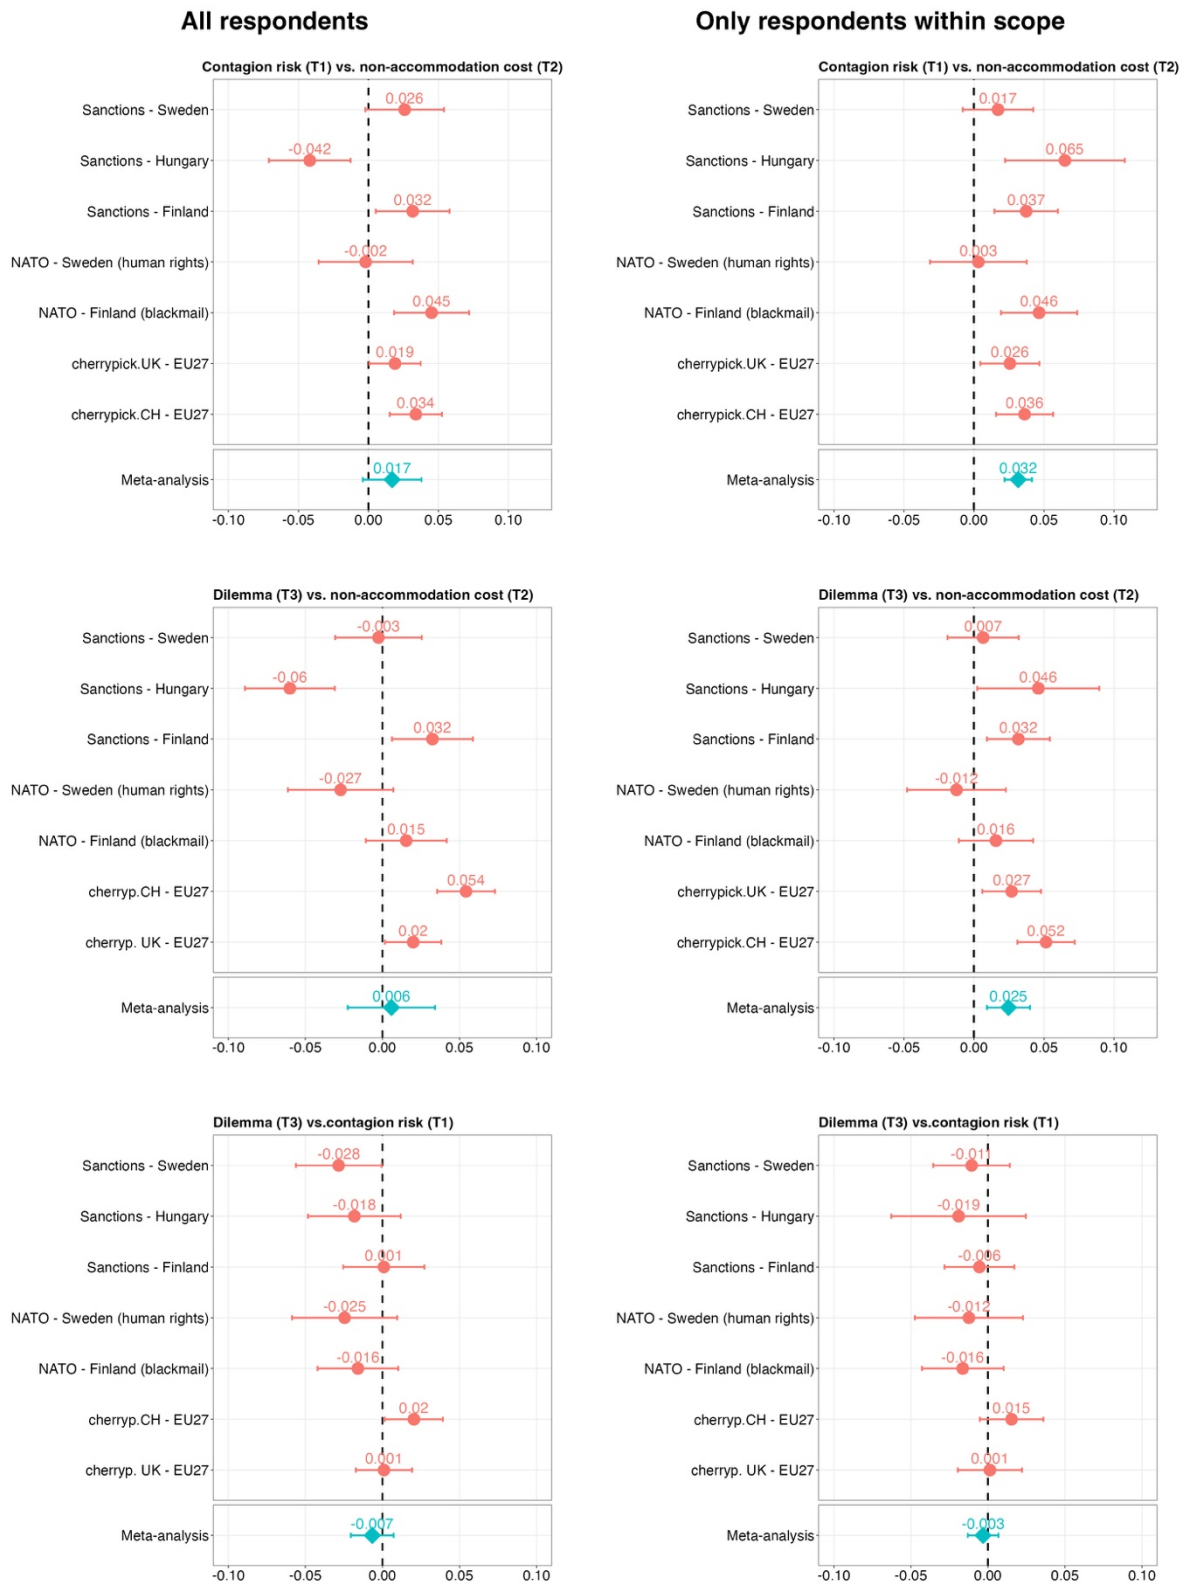 All respondents
Only respondents within scope
Contagion risk (T1) vs. non-accommodation cost (T2)
Sanctions - Sweden
0.026
Sanctions - Hungary
-0.042
Sanctions - Finland
0.032
NATO - Sweden (human rights)
-0.002
NATO - Finland (blackmail)
0.045
cherrypick.UK - EU27
0.019
cherrypick.CH - EU27
0.034
Meta-analysis
0.017
-0.10 -0.05 0.00 0.05 0.10
Contagion risk (T1) vs. non-accommodation cost (T2)
Sanctions - Sweden
0.017
Sanctions - Hungary
0.065
Sanctions - Finland
0.037
NATO - Sweden (human rights)
0.003
NATO - Finland (blackmail)
0.046
cherrypick.UK - EU27
0.026
cherrypick.CH - EU27
0.036
Meta-analysis
0.032
-0.10 -0.05 0.00 0.05 0.10
Dilemma (T3) vs. non-accommodation cost (T2)
Sanctions - Sweden
-0.003
Sanctions - Hungary
-0.06
Sanctions - Finland
0.032
NATO - Sweden (human rights)
-0.027
NATO - Finland (blackmail)
0.015
cherryp.CH - EU27
0.054
cherryp. UK - EU27
0.02
Meta-analysis
0.006
-0.10 -0.05 0.00 0.05 0.10
Dilemma (T3) vs. non-accommodation cost (T2)
Sanctions - Sweden
0.007
Sanctions - Hungary
0.046
Sanctions - Finland
0.032
NATO - Sweden (human rights)
-0.012
NATO - Finland (blackmail)
0.016
cherrypick.UK - EU27
0.027
cherrypick.CH - EU27
0.052
Meta-analysis
0.025
-0.10 -0.05 0.00 0.05 0.10
Dilemma (T3) vs.contagion risk (T1)
Sanctions - Sweden
-0.028
Sanctions - Hungary
-0.018
Sanctions - Finland
0.001
NATO - Sweden (human rights)
-0.025
NATO - Finland (blackmail)
-0.016
cherryp.CH - EU27
0.02
cherryp. UK - EU27
0.001
Meta-analysis
-0.007
-0.10 -0.05 0.00 0.05 0.10
Dilemma (T3) vs.contagion risk (T1)
Sanctions - Sweden
-0.011
Sanctions - Hungary
-0.019
Sanctions - Finland
-0.006
NATO - Sweden (human rights)
-0.012
NATO - Finland (blackmail)
-0.016
cherryp.CH - EU27
0.015
cherryp. UK - EU27
0.001
Meta-analysis
-0.003
-0.10 -0.05 0.00 0.05 0.10